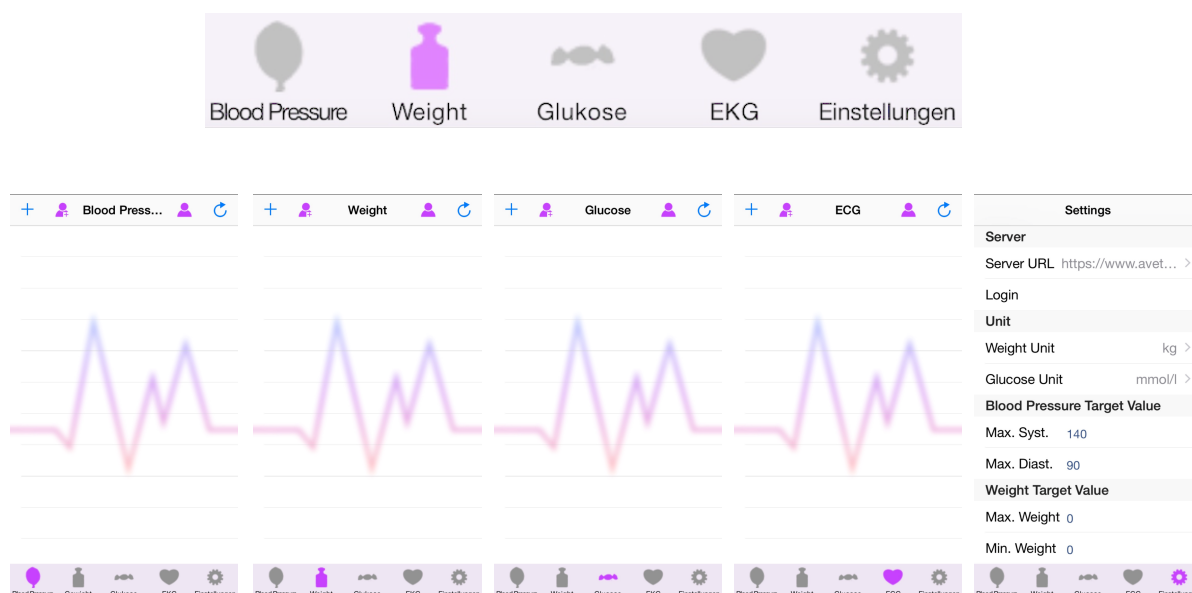 Blood Pressure Weight Glukose EKG Einstellungen
Blood Press...
Weight
Glucose
ECG
Settings
Server
Server URL https://www.avet...
Login
Unit
Weight Unit kg
Glucose Unit mmol/l
Blood Pressure Target Value
Max. Syst. 140
Max. Diast. 90
Weight Target Value
Max. Weight 0
Min. Weight 0